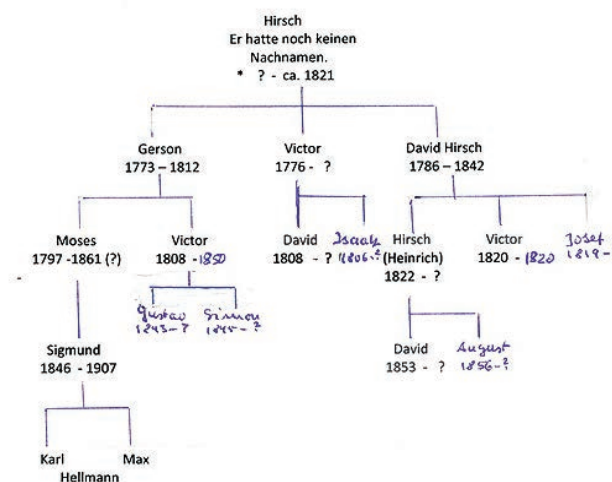 Hirsch
Er hatte noch keinen
Nachnamen.
* ? - ca. 1821
Gerson
1773 – 1812
Victor
1776 - ?
David Hirsch
1786 – 1842
Moses
1797 -1861 (?)
Victor
1808 - 1850
David
1808 - ?
Isaak
1806-?
Hirsch
(Heinrich)
1822 - ?
Victor
1820 - 1820
Josef
1819 -
Gustav
1843-?
Simon
1845-?
Sigmund
1846 - 1907
David
1853 - ?
August
1856-?
Karl
Max
Hellmann